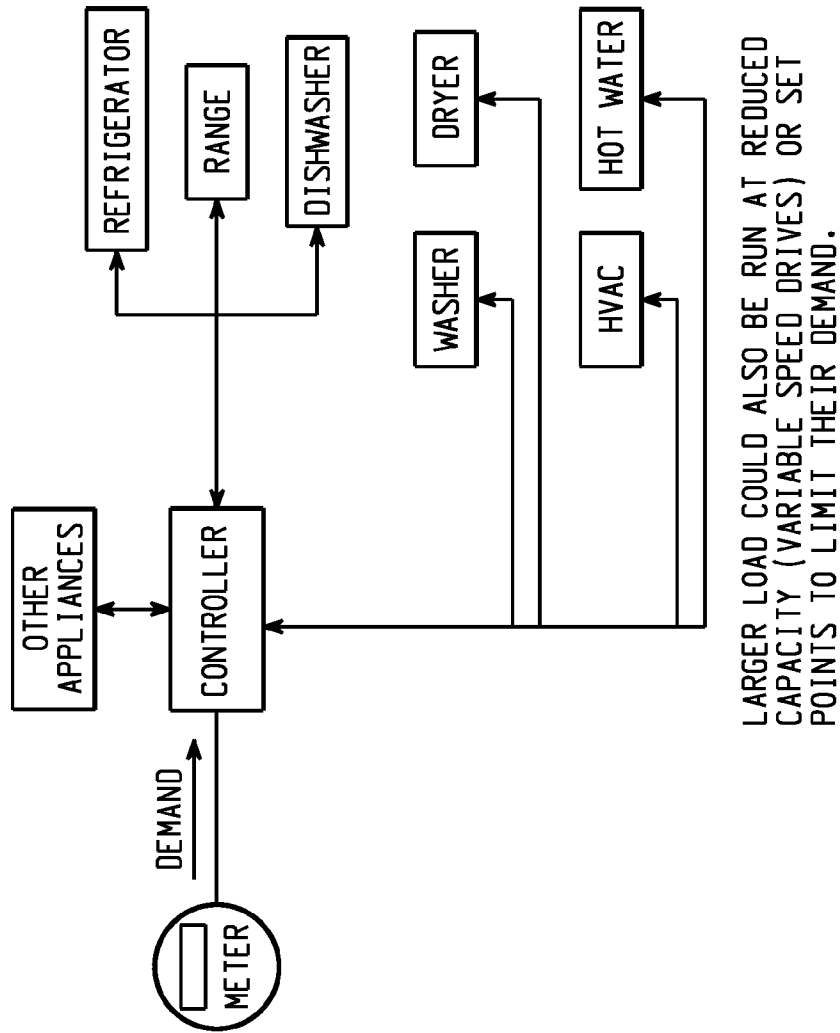 METER
DEMAND
OTHER
APPLIANCES
CONTROLLER
REFRIGERATOR
RANGE
DISHWASHER
WASHER
DRYER
HVAC
HOT WATER
LARGER LOAD COULD ALSO BE RUN AT REDUCED
CAPACITY (VARIABLE SPEED DRIVES) OR SET
POINTS TO LIMIT THEIR DEMAND.